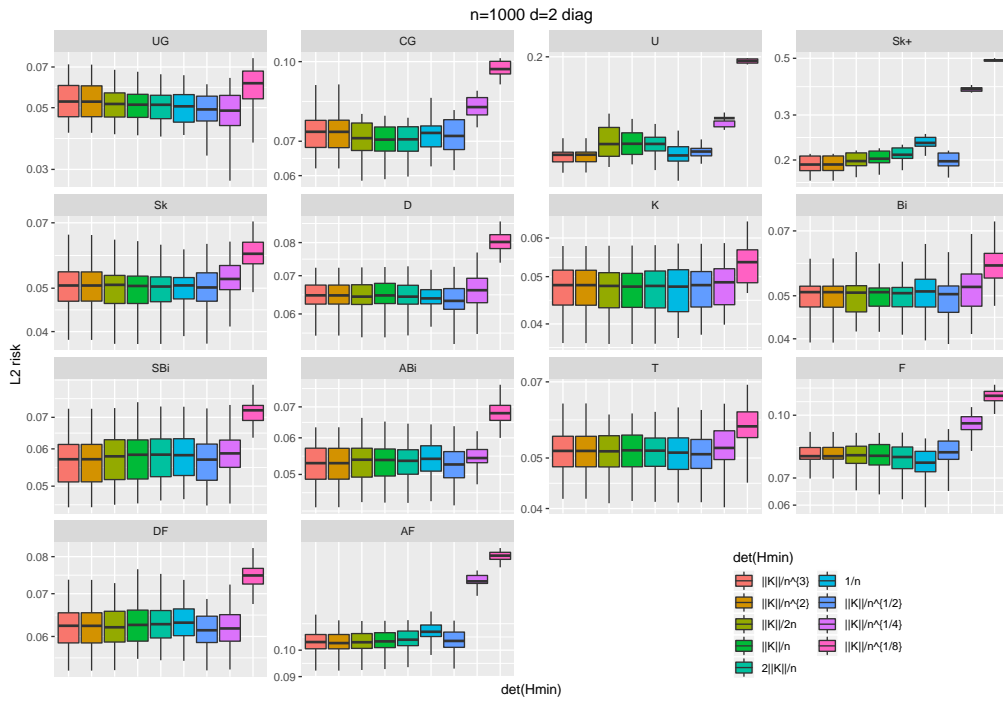 n=1000 d=2 diag
UG
CG
U
Sk+
0.07
0.05
0.03
0.10
0.07
0.06
0.2
0.5
0.3
0.2
Sk
D
K
Bi
0.07
0.05
0.04
0.08
0.07
0.06
0.06
0.05
0.04
0.07
0.05
0.04
L2 risk
SBi
ABi
T
F
0.07
0.06
0.05
0.07
0.06
0.05
0.07
0.05
0.04
0.10
0.07
0.06
DF
AF
0.08
0.06
0.10
0.09
det(Hmin)
det(Hmin)
||K||/n^{3}
||K||/n^{2}
||K||/2n
||K||/n
2||K||/n
1/n
||K||/n^{1/2}
||K||/n^{1/4}
||K||/n^{1/8}